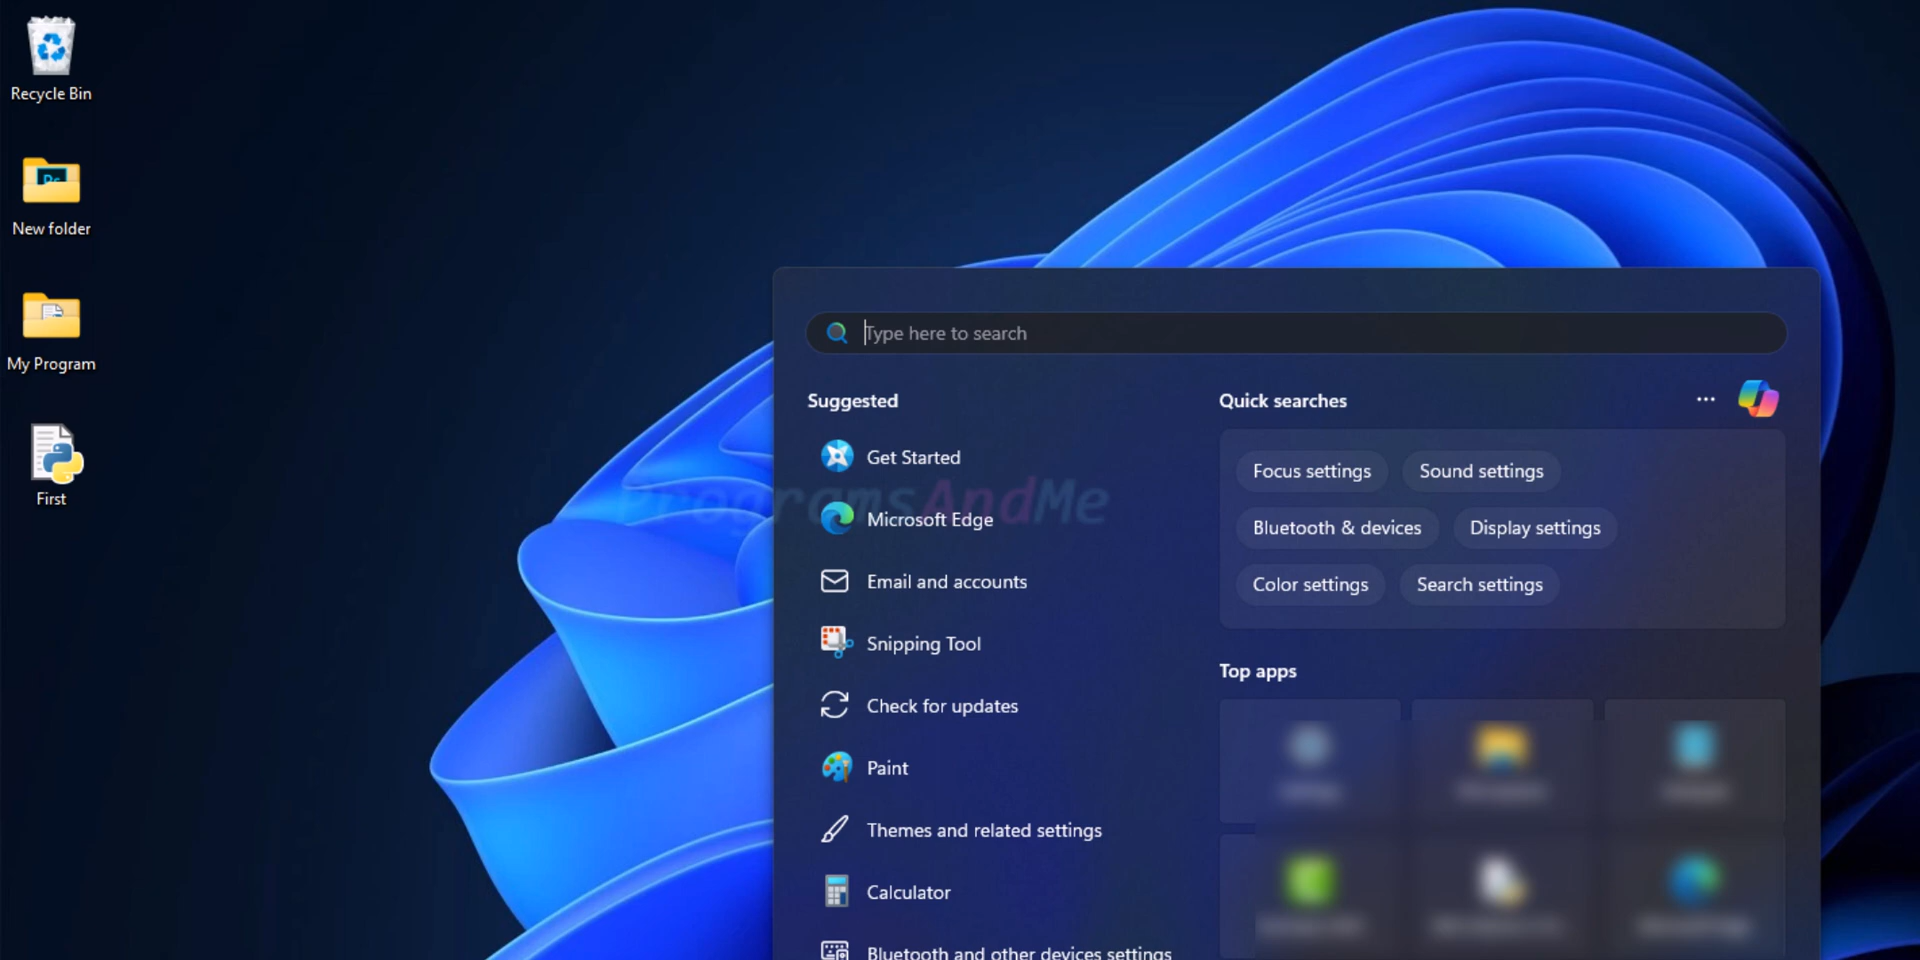 Recycle Bin
New folder
My Program
First
Type here to search
Suggested
Get Started
Microsoft Edge
Email and accounts
Snipping Tool
Check for updates
Paint
Themes and related settings
Calculator
Bluetooth and other devices settings
Quick searches
Focus settings
Sound settings
Bluetooth & devices
Display settings
Color settings
Search settings
Top apps
ProgramsAndMe